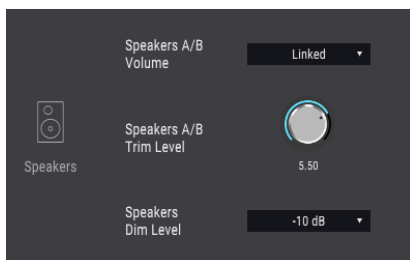 Speakers A/B
Volume
Linked
Speakers
Speakers A/B
Trim Level
5.50
Speakers
Dim Level
-10 dB